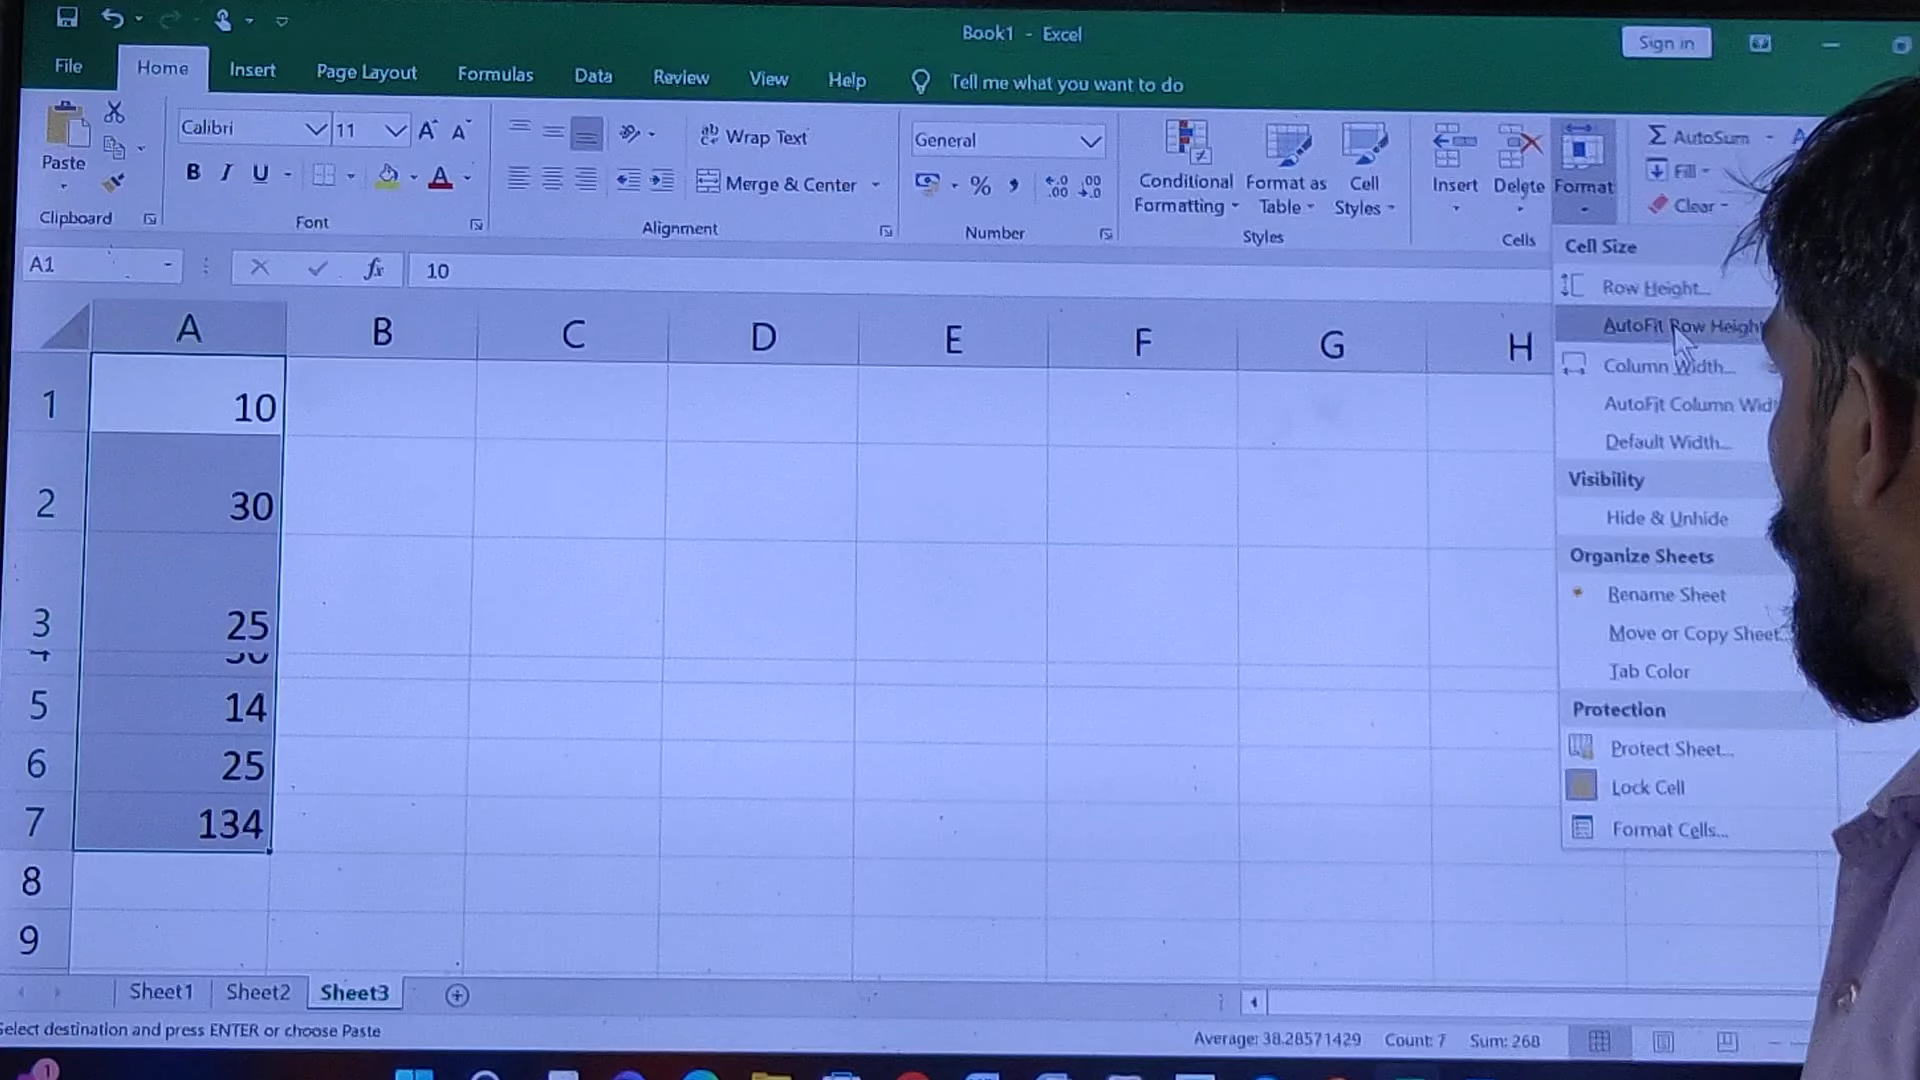 Book1 - Excel
Sign in
File Home Insert Page Layout Formulas Data Review View Help Tell me what you want to do
Paste
Clipboard
Calibri 11
B I U
Font
Wrap Text
Merge & Center
Alignment
General
% .00 .00
Number
Conditional Formatting
Format as Table
Cell Styles
Styles
Insert Delete Format
Cells
AutoSum
Fill
Clear
A1 fx 10
A B C D E F G H
1 10
2 30
3 25
4
5 14
6 25
7 134
8
9
Cell Size
Row Height...
AutoFit Row Height
Column Width...
AutoFit Column Wid
Default Width...
Visibility
Hide & Unhide
Organize Sheets
Rename Sheet
Move or Copy Sheet...
Tab Color
Protection
Protect Sheet...
Lock Cell
Format Cells...
Sheet1 Sheet2 Sheet3
Select destination and press ENTER or choose Paste
Average: 38.28571429 Count: 7 Sum: 268
1